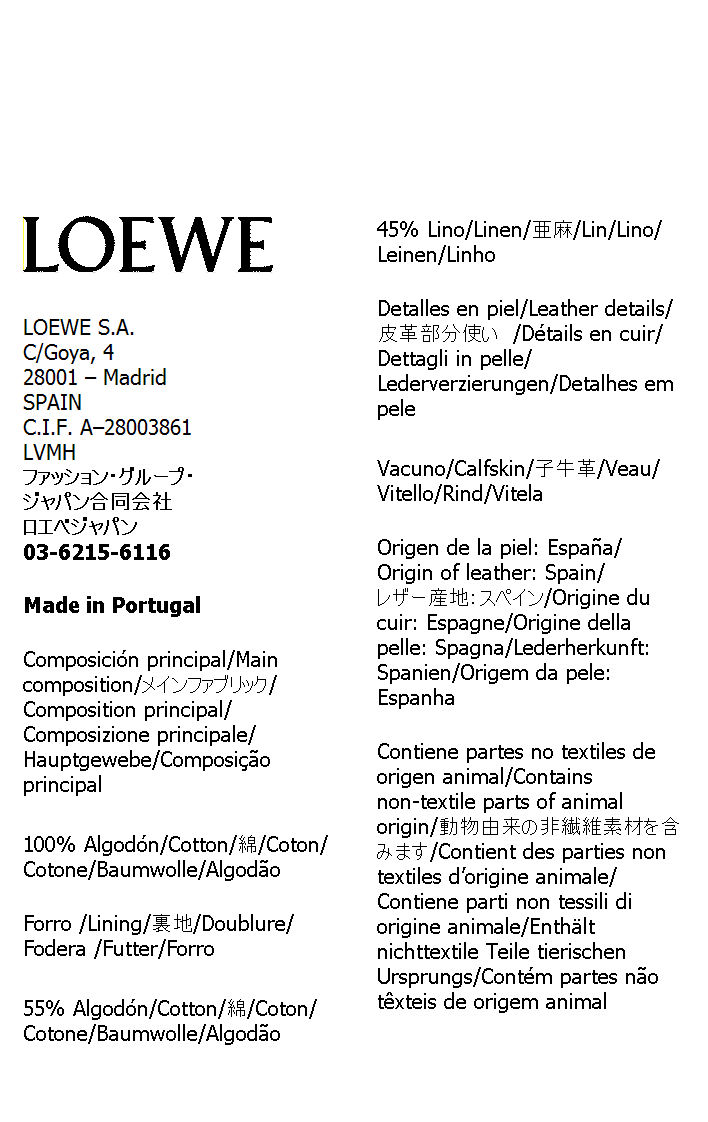 LOEWE
LOEWE S.A.
C/Goya, 4
28001 – Madrid
SPAIN
C.I.F. A–28003861
LVMH
ファッション・グループ・
ジャパン合同会社
ロエベジャパン
03-6215-6116
Made in Portugal
Composición principal/Main
composition/メインファブリック/
Composition principal/
Composizione principale/
Hauptgewebe/Composição
principal
100% Algodón/Cotton/綿/Coton/
Cotone/Baumwolle/Algodão
Forro /Lining/裏地/Doublure/
Fodera /Futter/Forro
55% Algodón/Cotton/綿/Coton/
Cotone/Baumwolle/Algodão
45% Lino/Linen/亜麻/Lin/Lino/
Leinen/Linho
Detalles en piel/Leather details/
皮革部分使い /Détails en cuir/
Dettagli in pelle/
Lederverzierungen/Detalhes em
pele
Vacuno/Calfskin/子牛革/Veau/
Vitello/Rind/Vitela
Origen de la piel: España/
Origin of leather: Spain/
レザー産地：スペイン/Origine du
cuir: Espagne/Origine della
pelle: Spagna/Lederherkunft:
Spanien/Origem da pele:
Espanha
Contiene partes no textiles de
origen animal/Contains
non-textile parts of animal
origin/動物由来の非繊維素材を含
みます/Contient des parties non
textiles d’origine animale/
Contiene parti non tessili di
origine animale/Enthält
nichttextile Teile tierischen
Ursprungs/Contém partes não
têxteis de origem animal